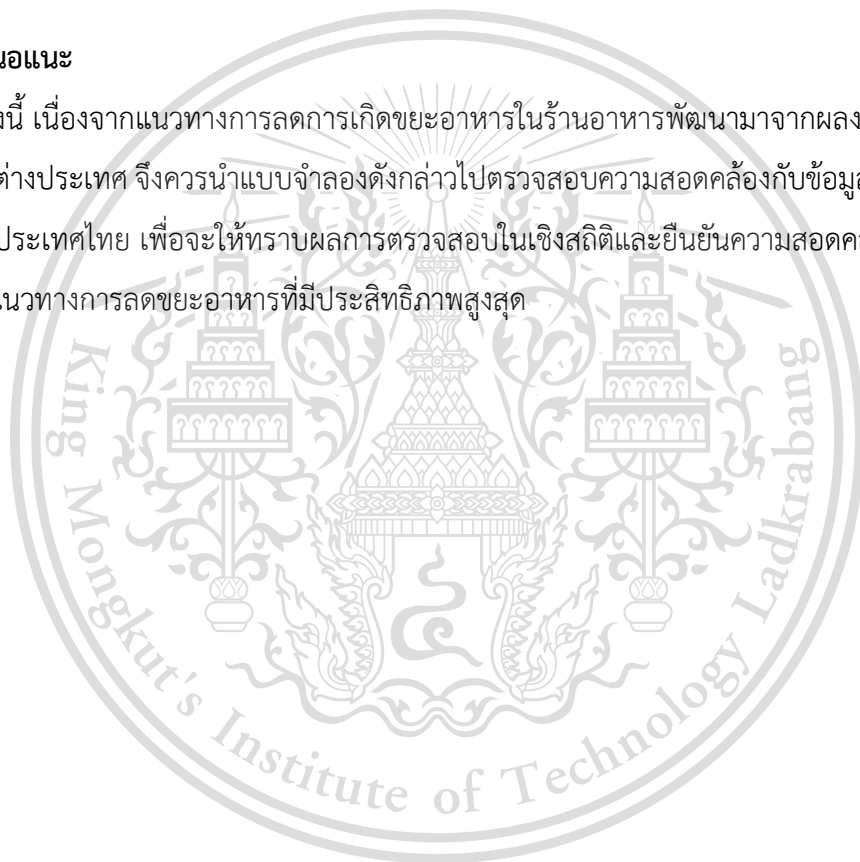 นอแนะ
งนี้ เนื่องจากแนวทางการลดการเกิดขยะอาหารในร้านอาหารพัฒนามาจากผลง
ต่างประเทศ จึงควรนำแบบจำลองดังกล่าวไปตรวจสอบความสอดคล้องกับข้อมูล
ประเทศไทย เพื่อจะให้ทราบผลการตรวจสอบในเชิงสถิติและยืนยันความสอดค
แนวทางการลดขยะอาหารที่มีประสิทธิภาพสูงสุด
King Mongkut's Institute of Technology Ladkrabang